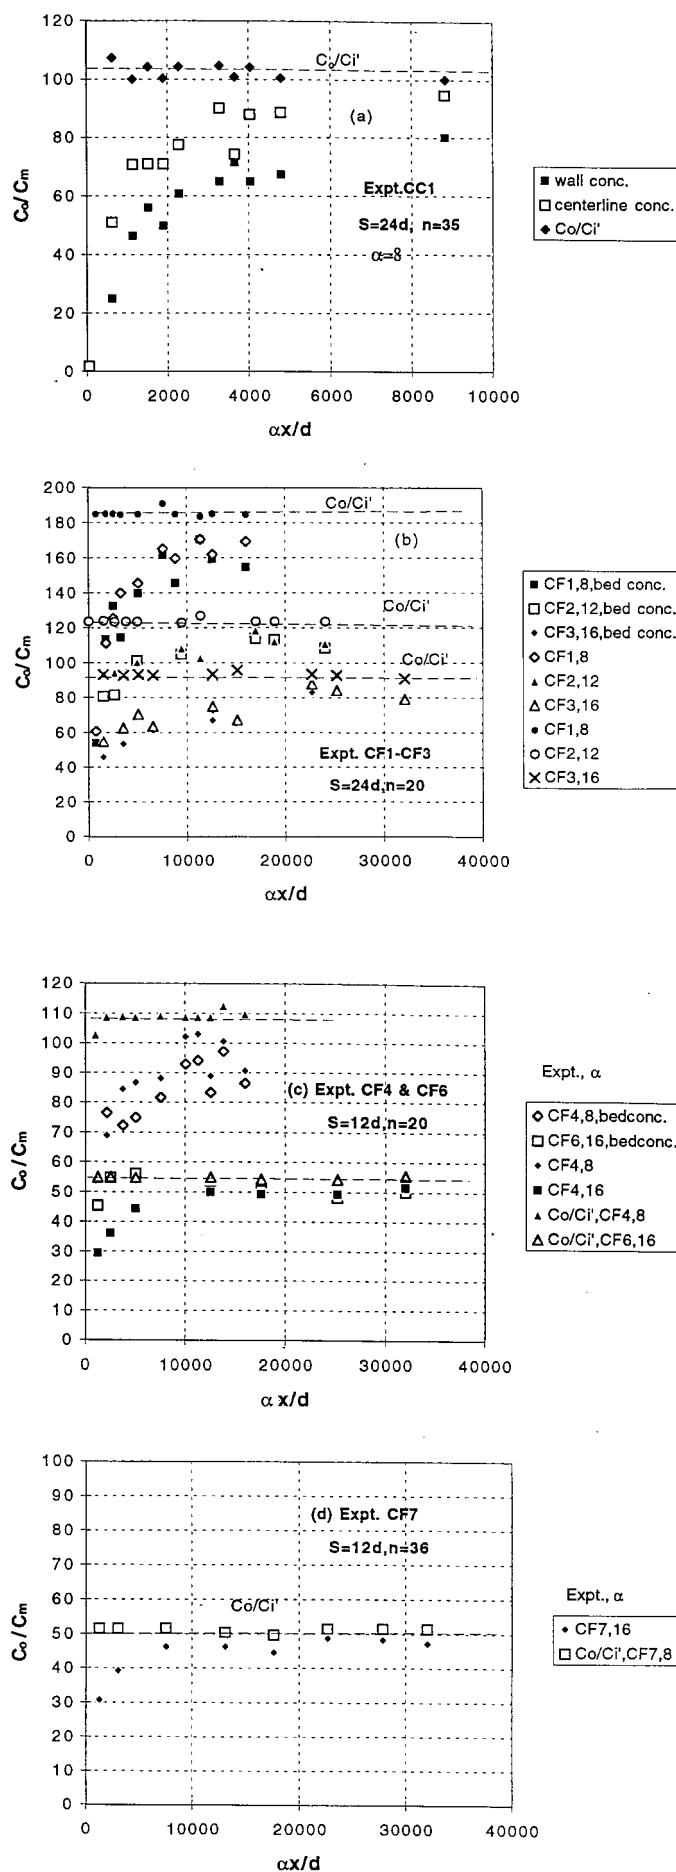 120
C₀/Ci'
100
(a)
80
wall conc.
C₀/Cm
Expt.CC1
centerline conc.
60
S=24d, n=35
Co/Ci'
40
α=8
20
0
0 2000 4000 6000 8000 10000
αx/d
200
Co/Ci'
180
(b)
160
140
CF1,8,bed conc.
Co/Ci'
CF2,12,bed conc.
120
CF3,16,bed conc.
C₀/Cm
100
Co/Ci'
CF1,8
80
CF2,12
60
CF3,16
Expt. CF1-CF3
CF1,8
40
S=24d,n=20
CF2,12
20
CF3,16
0
0 10000 20000 30000 40000
αx/d
120
110
100
90
(c) Expt. CF4 & CF6
Expt., α
80
S=12d,n=20
70
CF4,8,bedconc.
C₀/Cm
60
CF6,16,bedconc.
50
CF4,8
40
CF4,16
30
Co/Ci',CF4,8
20
Co/Ci',CF6,16
10
0
0 10000 20000 30000 40000
αx/d
100
90
(d) Expt. CF7
80
S=12d,n=36
70
60
Co/Ci'
Expt., α
C₀/Cm
50
CF7,16
40
Co/Ci',CF7,8
30
20
10
0
0 10000 20000 30000 40000
αx/d